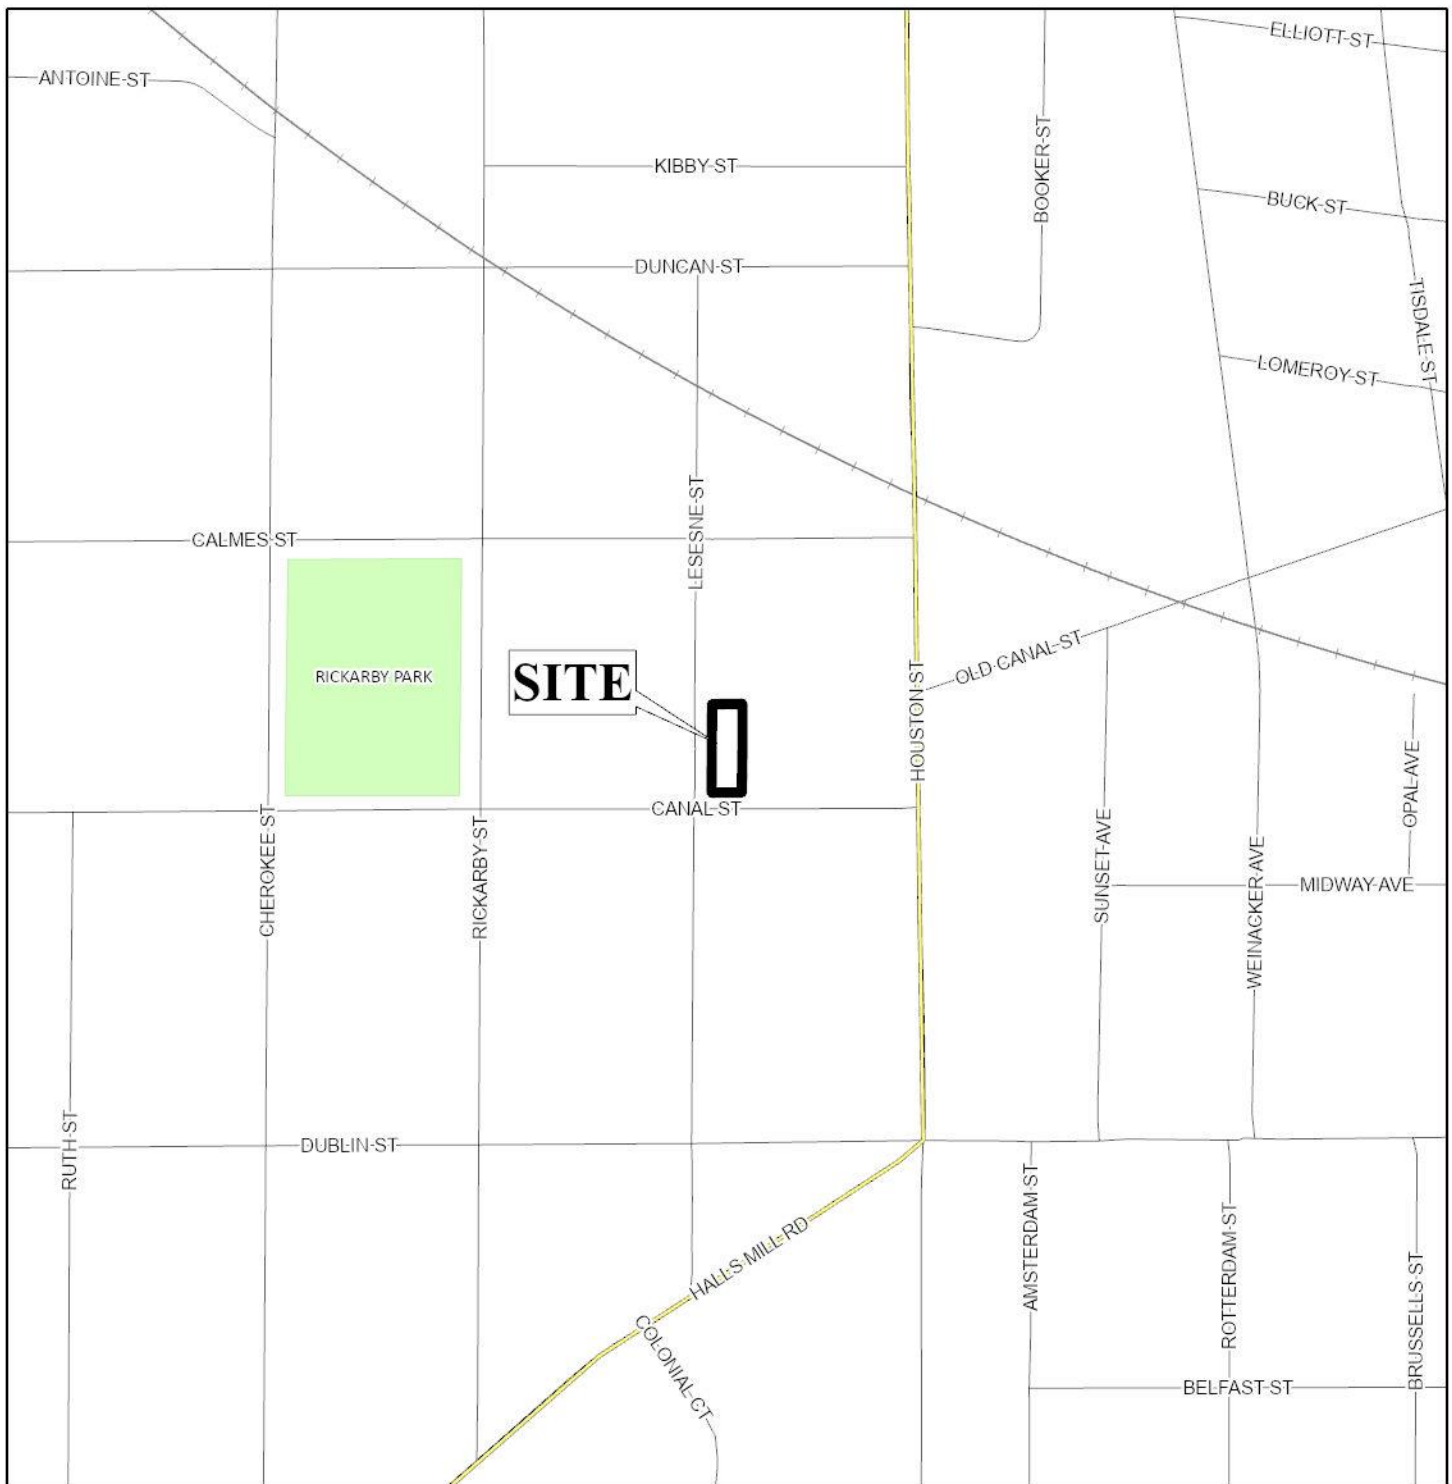 ELLIOTT ST
ANTOINE ST
KIBBY ST
BOOKER ST
BUCK ST
DUNCAN ST
TISDALE ST
LOMEROY ST
LESESNE ST
CALMES ST
RICKARBY PARK
SITE
OLD CANAL ST
HOUSTON ST
OPAL AVE
CANAL ST
CHEROKEE ST
RICKARBY ST
SUNSET AVE
WEINACKER AVE
MIDWAY AVE
RUTH ST
DUBLIN ST
AMSTERDAM ST
ROTTERDAM ST
BRUSSELLS ST
HALLS MILL RD
COLONIAL CT
BELFAST ST